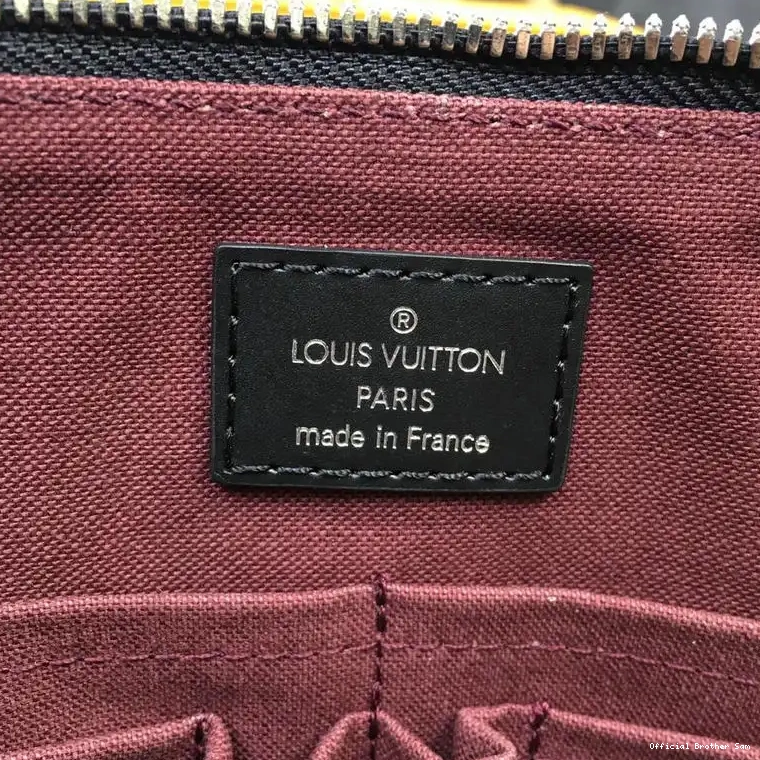 ®
LOUIS VUITTON
PARIS
made in France
Official Brother Sam